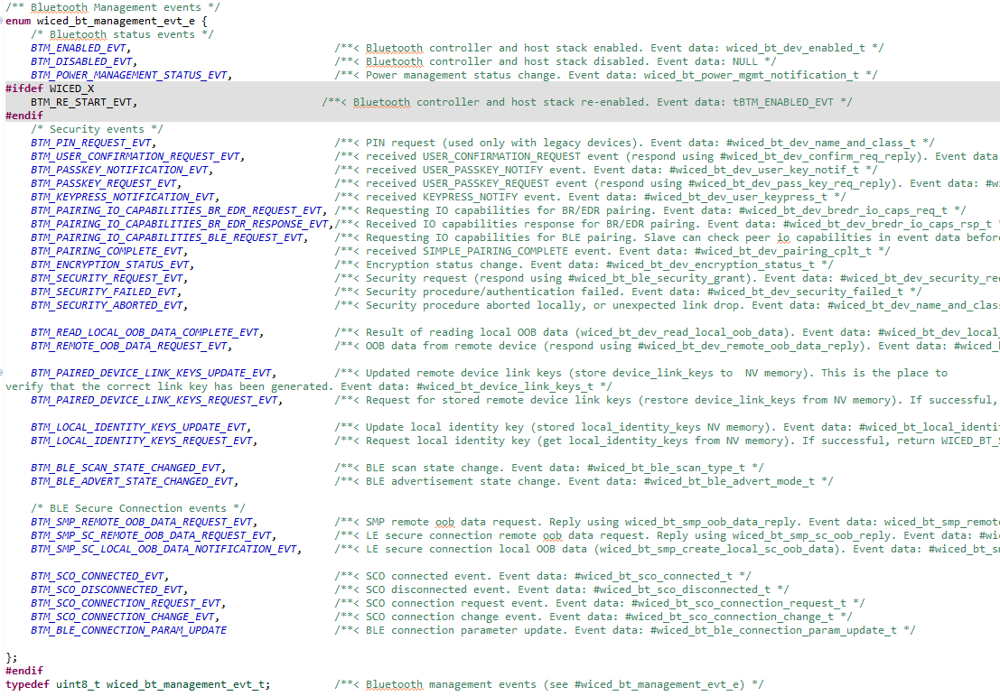 /** Bluetooth Management events */
enum wiced_bt_management_evt_e {
    /* Bluetooth status events */
    BTM_ENABLED_EVT,                                /**< Bluetooth controller and host stack enabled. Event data: wiced_bt_dev_enabled_t */
    BTM_DISABLED_EVT,                               /**< Bluetooth controller and host stack disabled. Event data: NULL */
    BTM_POWER_MANAGEMENT_STATUS_EVT,                /**< Power management status change. Event data: wiced_bt_power_mgmt_notification_t */
#ifdef WICED_X
    BTM_RE_START_EVT,                             /**< Bluetooth controller and host stack re-enabled. Event data: tBTM_ENABLED_EVT */
#endif
    /* Security events */
    BTM_PIN_REQUEST_EVT,                            /**< PIN request (used only with legacy devices). Event data: #wiced_bt_dev_name_and_class_t */
    BTM_USER_CONFIRMATION_REQUEST_EVT,              /**< received USER_CONFIRMATION_REQUEST event (respond using #wiced_bt_dev_confirm_req_reply). Event data
    BTM_PASSKEY_NOTIFICATION_EVT,                   /**< received USER_PASSKEY_NOTIFY event. Event data: #wiced_bt_dev_user_key_notif_t */
    BTM_PASSKEY_REQUEST_EVT,                        /**< received USER_PASSKEY_REQUEST event (respond using #wiced_bt_dev_pass_key_req_reply). Event data: #wi
    BTM_KEYPRESS_NOTIFICATION_EVT,                  /**< received KEYPRESS_NOTIFY event. Event data: #wiced_bt_dev_user_keypress_t */
    BTM_PAIRING_IO_CAPABILITIES_BR_EDR_REQUEST_EVT, /**< Requesting IO capabilities for BR/EDR pairing. Event data: #wiced_bt_dev_bredr_io_caps_req_t */
    BTM_PAIRING_IO_CAPABILITIES_BR_EDR_RESPONSE_EVT,/**< Received IO capabilities response for BR/EDR pairing. Event data: #wiced_bt_dev_bredr_io_caps_rsp_t *
    BTM_PAIRING_IO_CAPABILITIES_BLE_REQUEST_EVT,    /**< Requesting IO capabilities for BLE pairing. Slave can check peer io capabilities in event data before
    BTM_PAIRING_COMPLETE_EVT,                       /**< received SIMPLE_PAIRING_COMPLETE event. Event data: #wiced_bt_dev_pairing_cplt_t */
    BTM_ENCRYPTION_STATUS_EVT,                      /**< Encryption status change. Event data: #wiced_bt_dev_encryption_status_t */
    BTM_SECURITY_REQUEST_EVT,                       /**< Security request (respond using #wiced_bt_ble_security_grant). Event data: #wiced_bt_dev_security_re
    BTM_SECURITY_FAILED_EVT,                        /**< Security procedure/authentication failed. Event data: #wiced_bt_dev_security_failed_t */
    BTM_SECURITY_ABORTED_EVT,                       /**< Security procedure aborted locally, or unexpected link drop. Event data: #wiced_bt_dev_name_and_clas
    BTM_READ_LOCAL_OOB_DATA_COMPLETE_EVT,           /**< Result of reading local OOB data (wiced_bt_dev_read_local_oob_data). Event data: #wiced_bt_dev_local_
    BTM_REMOTE_OOB_DATA_REQUEST_EVT,                /**< OOB data from remote device (respond using #wiced_bt_dev_remote_oob_data_reply). Event data: #wiced_b
    BTM_PAIRED_DEVICE_LINK_KEYS_UPDATE_EVT,         /**< Updated remote device link keys (store device_link_keys to  NV memory). This is the place to
verify that the correct link key has been generated. Event data: #wiced_bt_device_link_keys_t */
    BTM_PAIRED_DEVICE_LINK_KEYS_REQUEST_EVT,        /**< Request for stored remote device link keys (restore device_link_keys from NV memory). If successful,
    BTM_LOCAL_IDENTITY_KEYS_UPDATE_EVT,             /**< Update local identity key (stored local_identity_keys NV memory). Event data: #wiced_bt_local_identi
    BTM_LOCAL_IDENTITY_KEYS_REQUEST_EVT,            /**< Request local identity key (get local_identity_keys from NV memory). If successful, return WICED_BT_S
    BTM_BLE_SCAN_STATE_CHANGED_EVT,                 /**< BLE scan state change. Event data: #wiced_bt_ble_scan_type_t */
    BTM_BLE_ADVERT_STATE_CHANGED_EVT,               /**< BLE advertisement state change. Event data: #wiced_bt_ble_advert_mode_t */
    /* BLE Secure Connection events */
    BTM_SMP_REMOTE_OOB_DATA_REQUEST_EVT,            /**< SMP remote oob data request. Reply using wiced_bt_smp_oob_data_reply. Event data: wiced_bt_smp_remote
    BTM_SMP_SC_REMOTE_OOB_DATA_REQUEST_EVT,         /**< LE secure connection remote oob data request. Reply using wiced_bt_smp_sc_oob_reply. Event data: #wi
    BTM_SMP_SC_LOCAL_OOB_DATA_NOTIFICATION_EVT,     /**< LE secure connection local OOB data (wiced_bt_smp_create_local_sc_oob_data). Event data: #wiced_bt_sm
    BTM_SCO_CONNECTED_EVT,                          /**< SCO connected event. Event data: #wiced_bt_sco_connected_t */
    BTM_SCO_DISCONNECTED_EVT,                       /**< SCO disconnected event. Event data: #wiced_bt_sco_disconnected_t */
    BTM_SCO_CONNECTION_REQUEST_EVT,                 /**< SCO connection request event. Event data: #wiced_bt_sco_connection_request_t */
    BTM_SCO_CONNECTION_CHANGE_EVT,                  /**< SCO connection change event. Event data: #wiced_bt_sco_connection_change_t */
    BTM_BLE_CONNECTION_PARAM_UPDATE                 /**< BLE connection parameter update. Event data: #wiced_bt_ble_connection_param_update_t */
};
#endif
typedef uint8_t wiced_bt_management_evt_t;          /**< Bluetooth management events (see #wiced_bt_management_evt_e) */